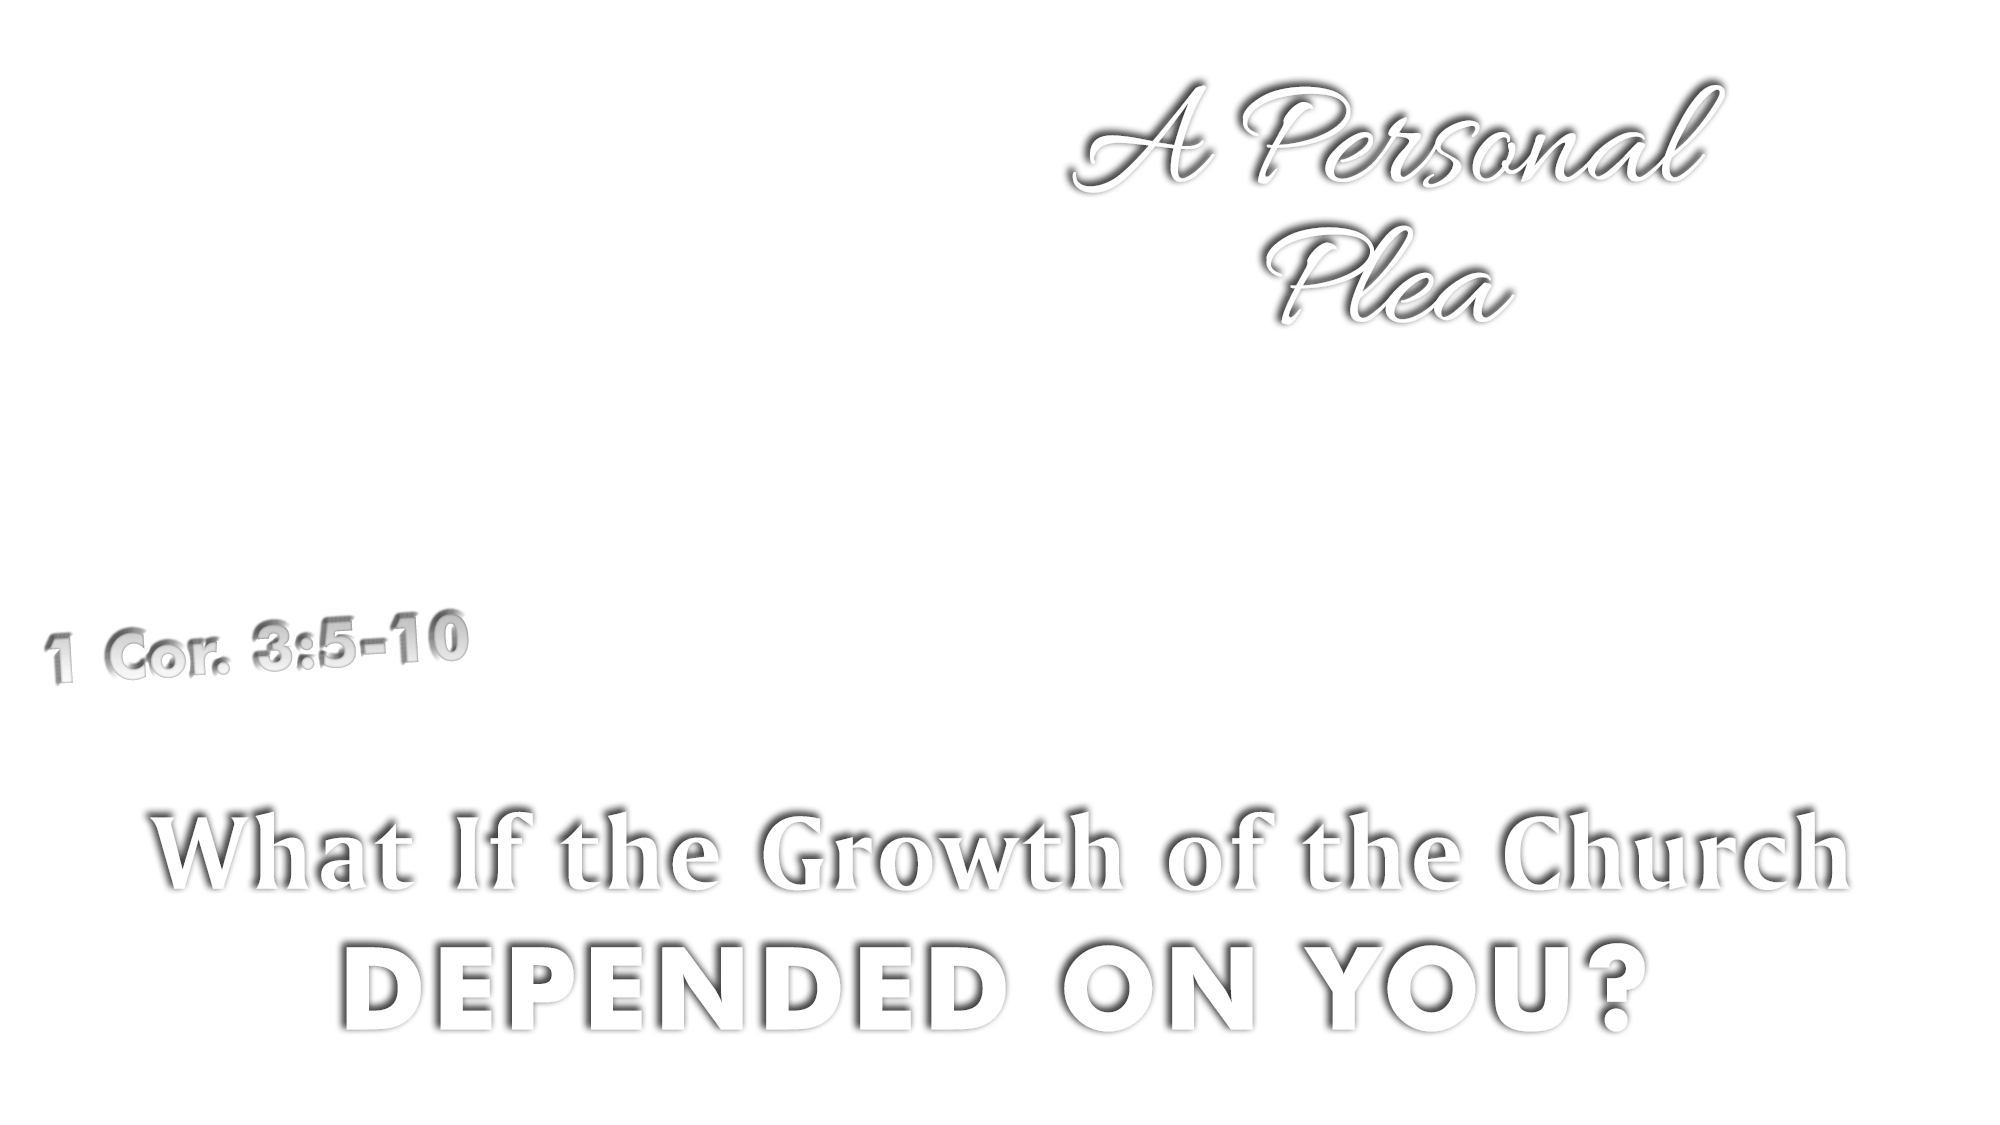 A Personal
Plea
1 Cor. 3:5-10
What If the Growth of the Church
DEPENDED ON YOU?